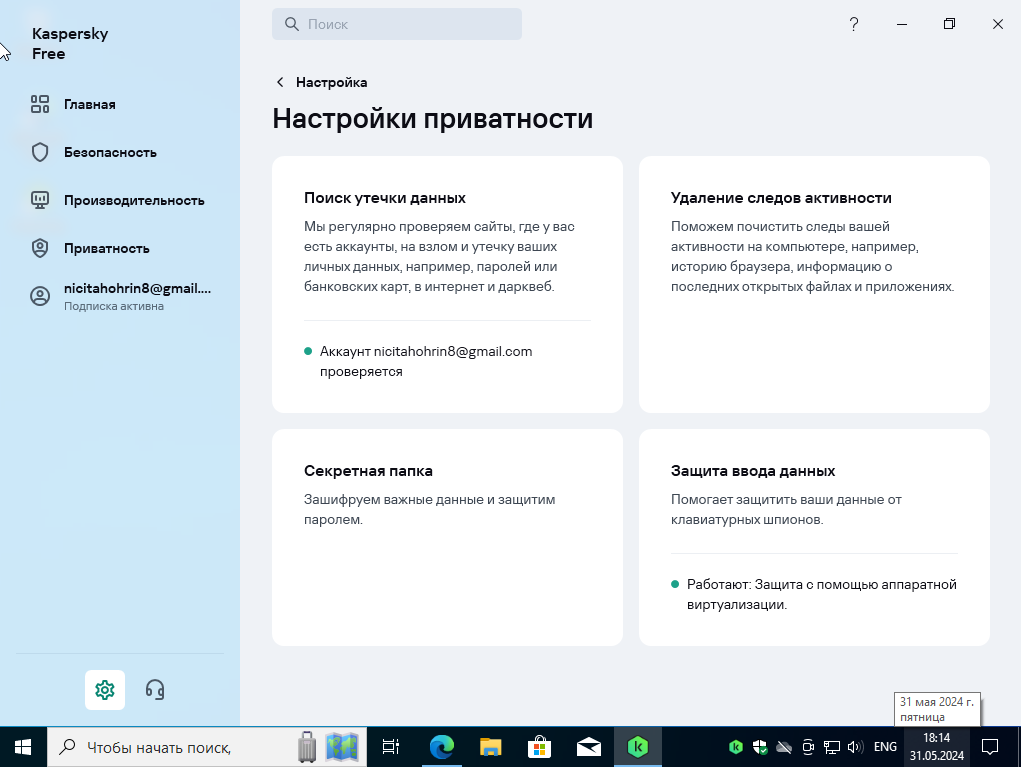 Kaspersky
Free
Поиск
?
Главная
Безопасность
Производительность
Приватность
nicitahohrin8@gmail....
Подписка активна
Настройка
Настройки приватности
Поиск утечки данных
Мы регулярно проверяем сайты, где у вас
есть аккаунты, на взлом и утечку ваших
личных данных, например, паролей или
банковских карт, в интернет и дарквеб.
Аккаунт nicitahohrin8@gmail.com
проверяется
Удаление следов активности
Поможем почистить следы вашей
активности на компьютере, например,
историю браузера, информацию о
последних открытых файлах и приложениях.
Секретная папка
Зашифруем важные данные и защитим
паролем.
Защита ввода данных
Помогает защитить ваши данные от
клавиатурных шпионов.
Работают: Защита с помощью аппаратной
виртуализации.
31 мая 2024 г.
пятница
Чтобы начать поиск,
ENG
18:14
31.05.2024